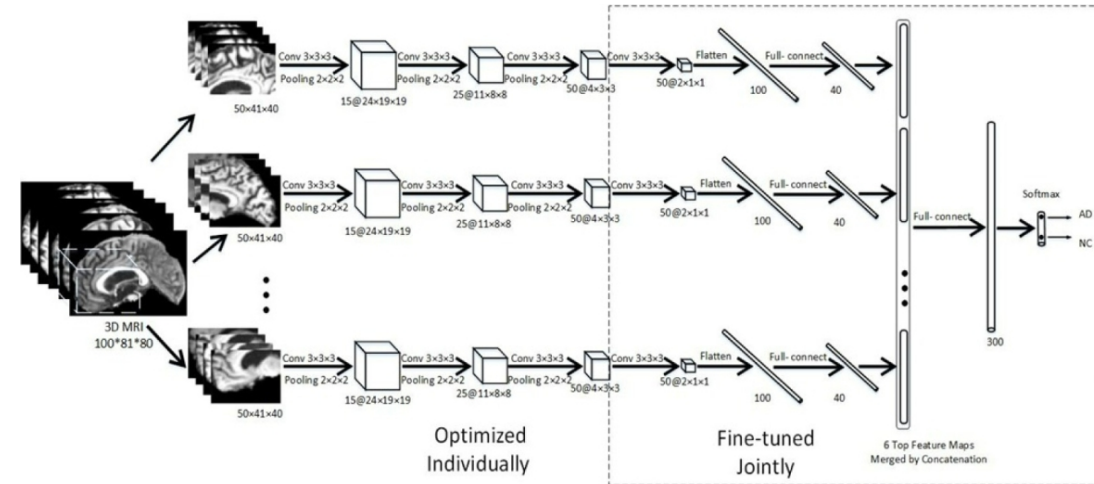 Conv 3×3×3 Conv 3×3×3 Conv 3×3×3 Conv 3×3×3 Flatten Full- connect
Pooling 2×2×2 Pooling 2×2×2 Pooling 2×2×2
50×41×40 15@24×19×19 25@11×8×8 50@4×3×3 50@2×1×1 100 40
Conv 3×3×3 Conv 3×3×3 Conv 3×3×3 Conv 3×3×3 Flatten Full- connect
Pooling 2×2×2 Pooling 2×2×2 Pooling 2×2×2
50×41×40 15@24×19×19 25@11×8×8 50@4×3×3 50@2×1×1 100 40
Full- connect
Softmax
AD
NC
3D MRI
100*81*80
Conv 3×3×3 Conv 3×3×3 Conv 3×3×3 Conv 3×3×3 Flatten Full- connect
Pooling 2×2×2 Pooling 2×2×2 Pooling 2×2×2
50×41×40 15@24×19×19 25@11×8×8 50@4×3×3 50@2×1×1 100 40
300
Optimized
Individually
Fine-tuned
Jointly
6 Top Feature Maps
Merged by Concatenation